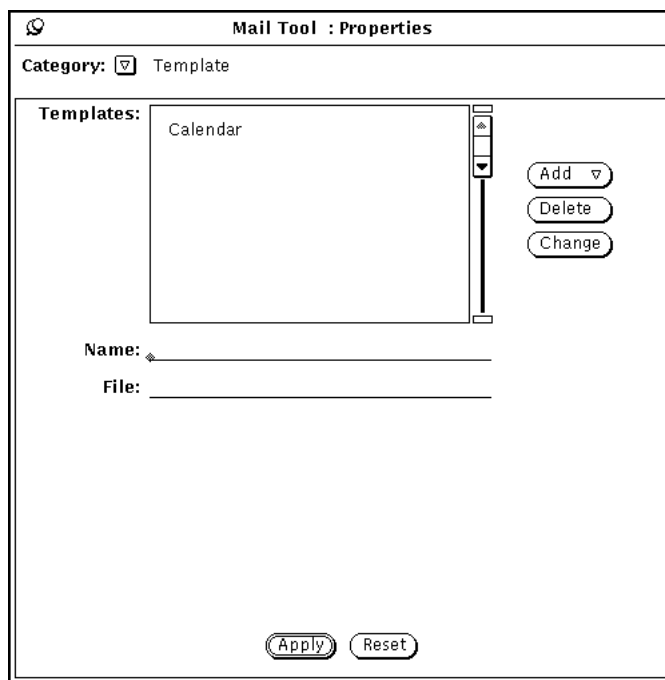 Mail Tool : Properties
Category: Template
Templates:
Calendar
Add
Delete
Change
Name:
File:
Apply Reset